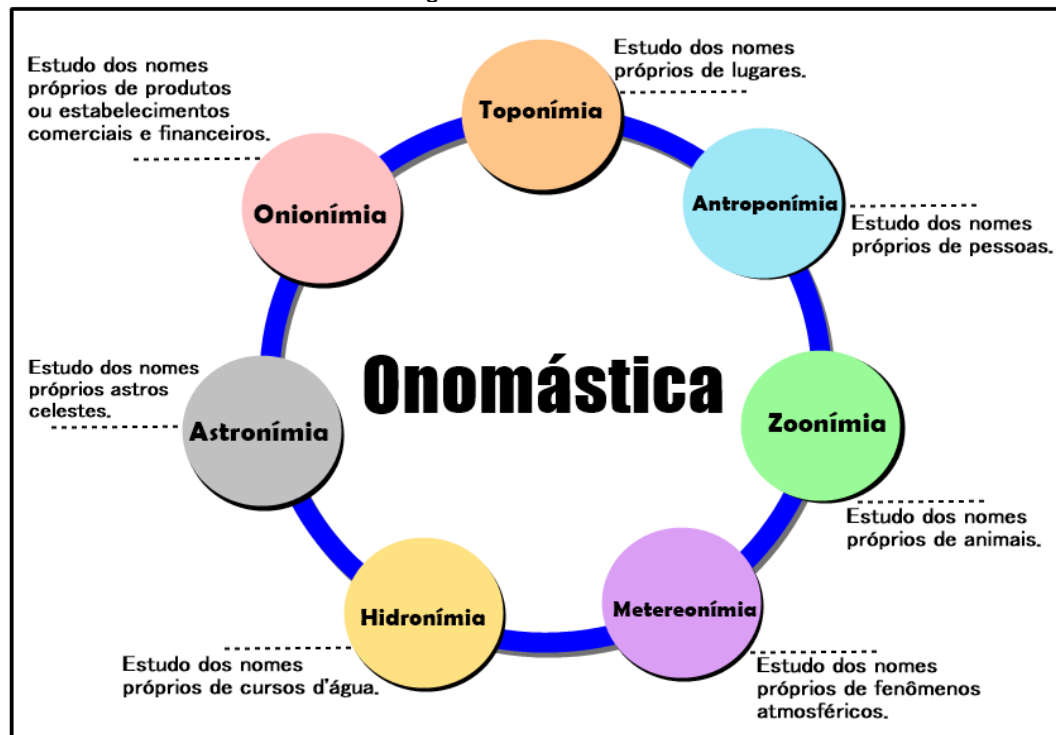 Estudo dos nomes
próprios de produtos
ou estabelecimentos
comerciais e financeiros.
Toponímia
Estudo dos nomes
próprios de lugares.
Onionímia
Antroponímia
Estudo dos nomes
próprios de pessoas.
Onomástica
Estudo dos nomes
próprios astros
celestes.
Astronímia
Zoonímia
Estudo dos nomes
próprios de animais.
Hidronímia
Estudo dos nomes
próprios de cursos d'água.
Metereonímia
Estudo dos nomes
próprios de fenômenos
atmosféricos.